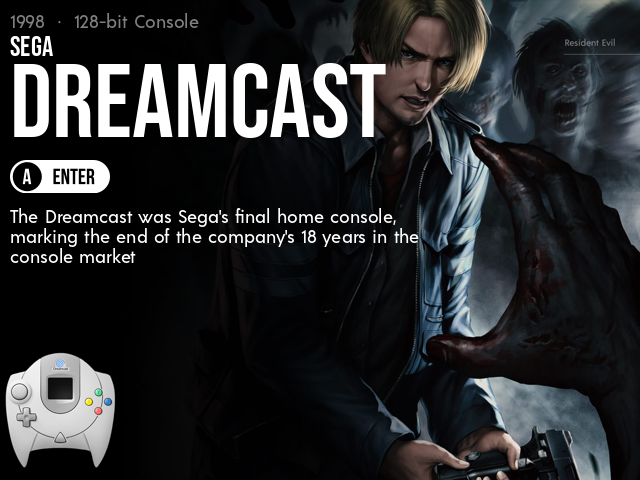 1998 · 128-bit Console
SEGA
Resident Evil
DREAMCAST
A ENTER
The Dreamcast was Sega's final home console,
marking the end of the company's 18 years in the
console market
Dreamcast